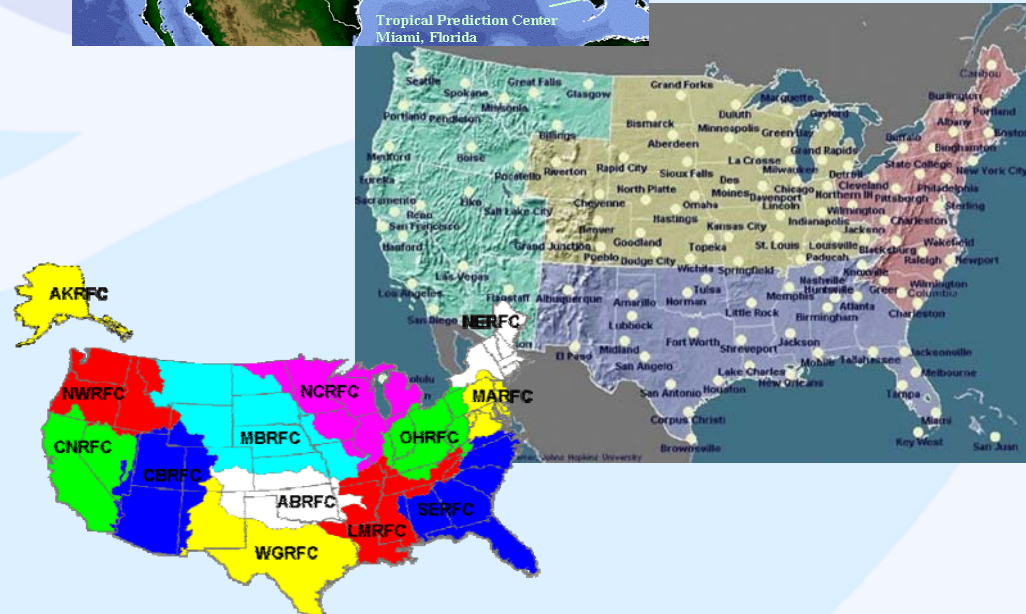 Tropical Prediction Center
Miami, Florida
Caribou
Seattle
Great Falls
Grand Forks
Spokane
Glasgow
Burlington
Marquette
Missoula
Duluth
Gaylord
Portland
Portland Pendleton
Bismarck
Minneapolis
Green Bay
Albany
Boston
Billings
Buffalo
Aberdeen
Grand Rapids
Binghamton
Medford
Boise
La Crosse
State College
New York City
Pocatello
Riverton
Rapid City
Sioux Falls
Des Moines
Milwaukee
Detroit
Eureka
North Platte
Davenport
Chicago
Northern Ill
Cleveland
Pittsburgh
Philadelphia
Sacramento
Elko
Cheyenne
Omaha
Lincoln
Sterling
Reno
Salt Lake City
Hastings
Indianapolis
Wilmington
Charleston
San Francisco
Denver
Kansas City
Jackson
Hanford
Grand Junction
Goodland
Topeka
St. Louis
Louisville
Blacksburg
Wakefield
Pueblo
Dodge City
Paducah
Raleigh
Newport
Las Vegas
Wichita
Springfield
Knoxville
Nashville
Los Angeles
Flagstaff
Albuquerque
Amarillo
Norman
Tulsa
Memphis
Huntsville
Greer
Wilmington
Columbia
Little Rock
Atlanta
Charleston
San Diego
Lubbock
Birmingham
El Paso
Midland
Fort Worth
Shreveport
Jackson
San Angelo
Mobile
Tallahassee
Jacksonville
Lake Charles
Melbourne
San Antonio
Houston
New Orleans
Tampa
Corpus Christi
Miami
Brownsville
Key West
San Juan
Johns Hopkins University
AKRFC
NERFC
NWRFC
NCRFC
MARFC
CNRFC
MBRFC
OHRFC
CBRFC
ABRFC
SERFC
LMRFC
WGRFC